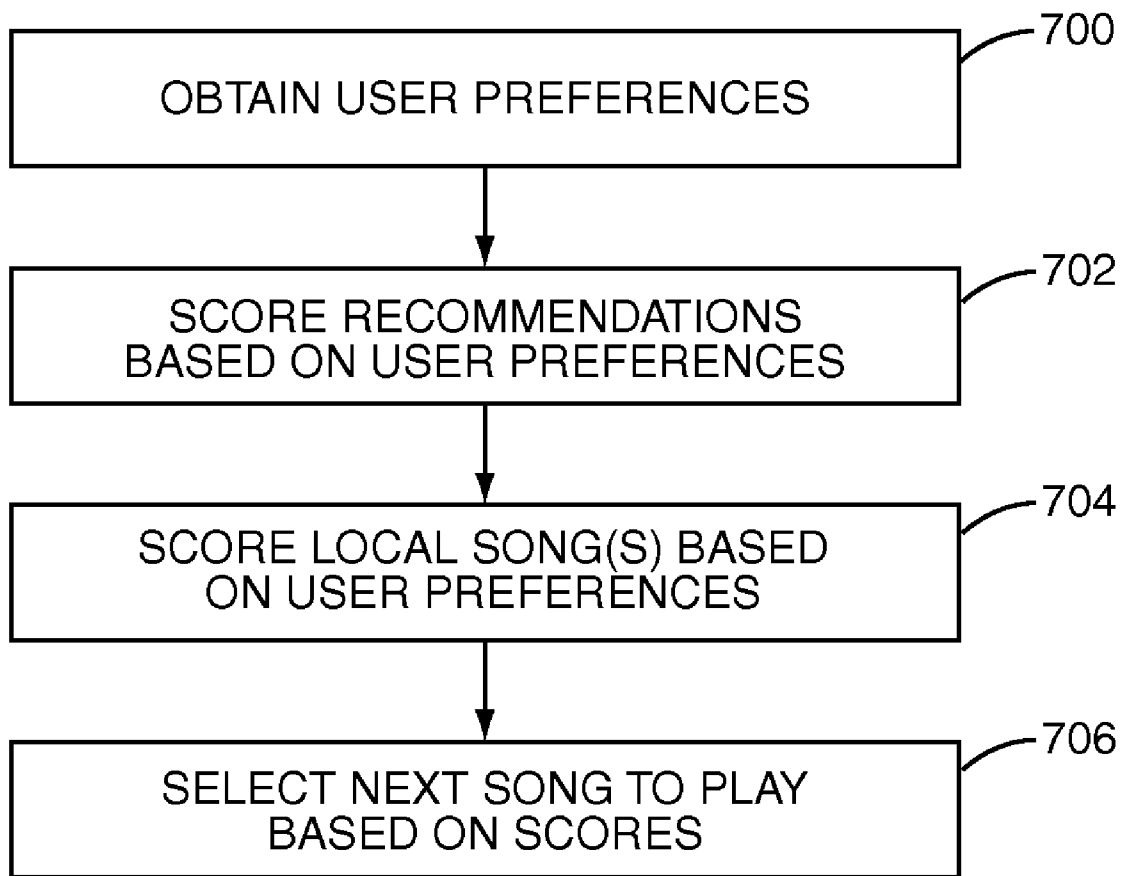 700
OBTAIN USER PREFERENCES
702
SCORE RECOMMENDATIONS
BASED ON USER PREFERENCES
704
SCORE LOCAL SONG(S) BASED
ON USER PREFERENCES
706
SELECT NEXT SONG TO PLAY
BASED ON SCORES